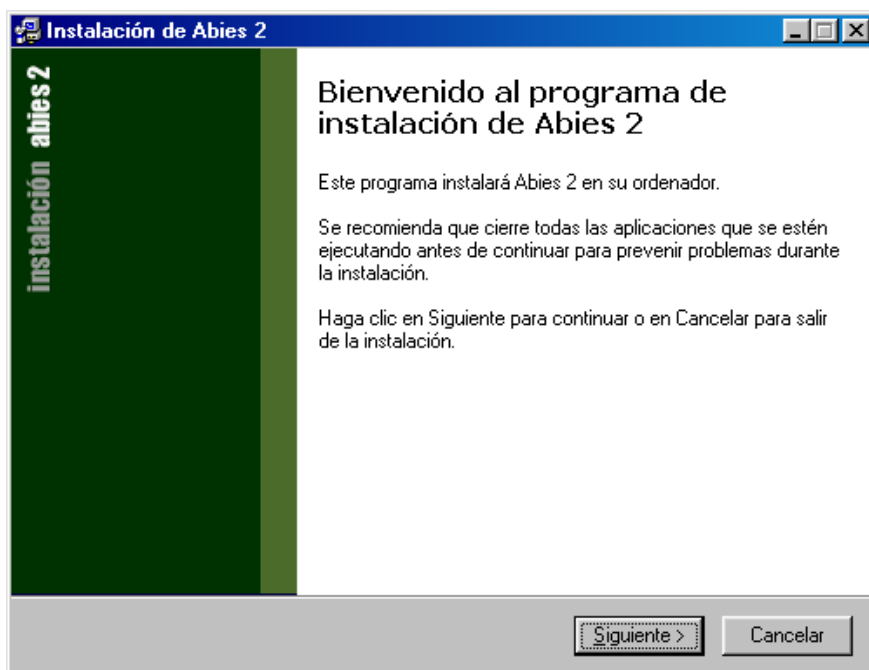 Instalación de Abies 2
instalación abies 2
Bienvenido al programa de
instalación de Abies 2
Este programa instalará Abies 2 en su ordenador.
Se recomienda que cierre todas las aplicaciones que se estén
ejecutando antes de continuar para prevenir problemas durante
la instalación.
Haga clic en Siguiente para continuar o en Cancelar para salir
de la instalación.
Siguiente >
Cancelar